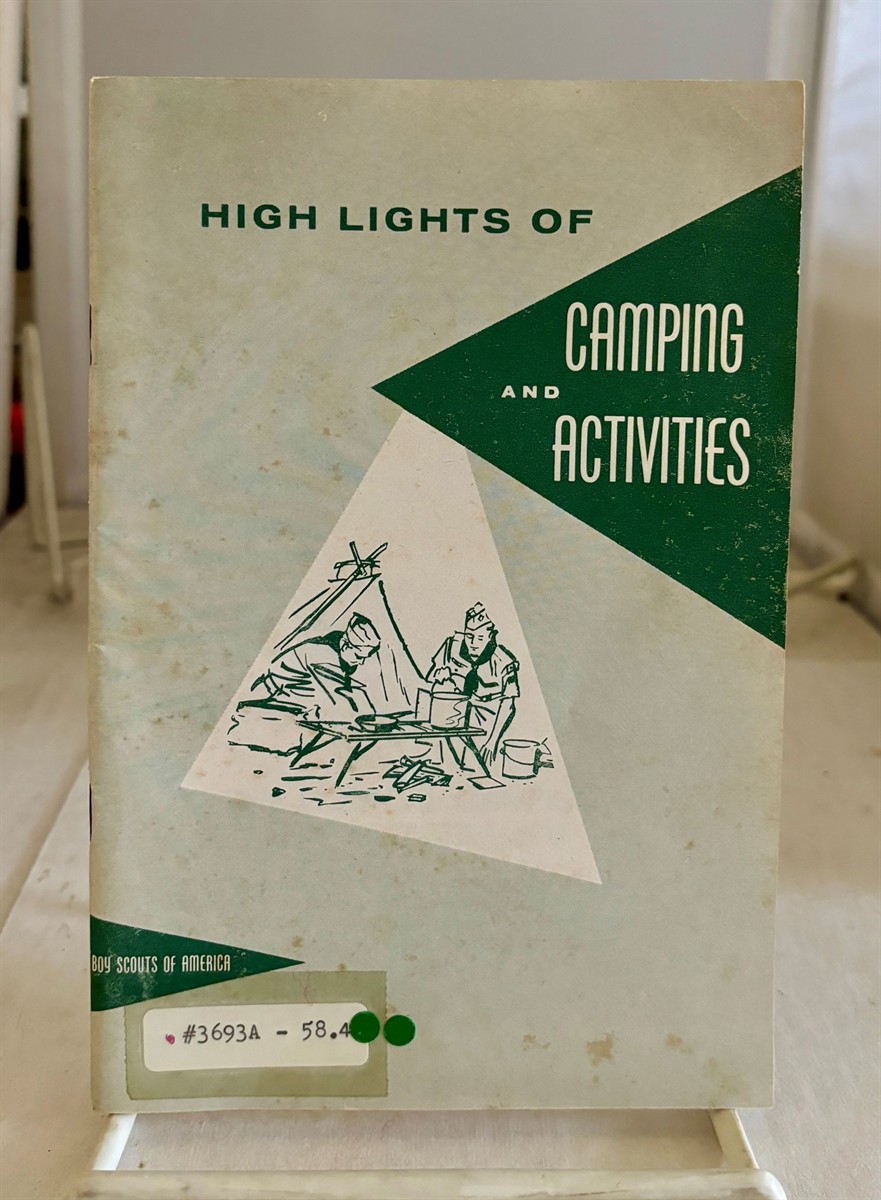 HIGH LIGHTS OF
CAMPING
AND
ACTIVITIES
BOY SCOUTS OF AMERICA
#3693A - 58.4